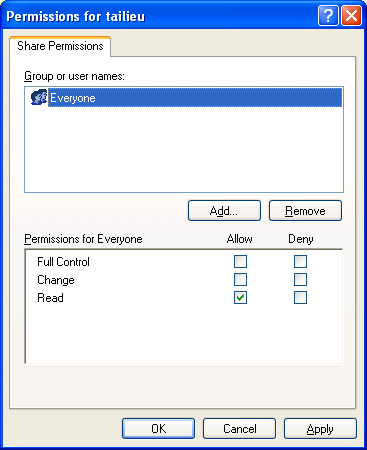 Permissions for tailieu
Share Permissions
Group or user names:
Everyone
Add... Remove
Permissions for Everyone Allow Deny
Full Control
Change
Read
OK Cancel Apply